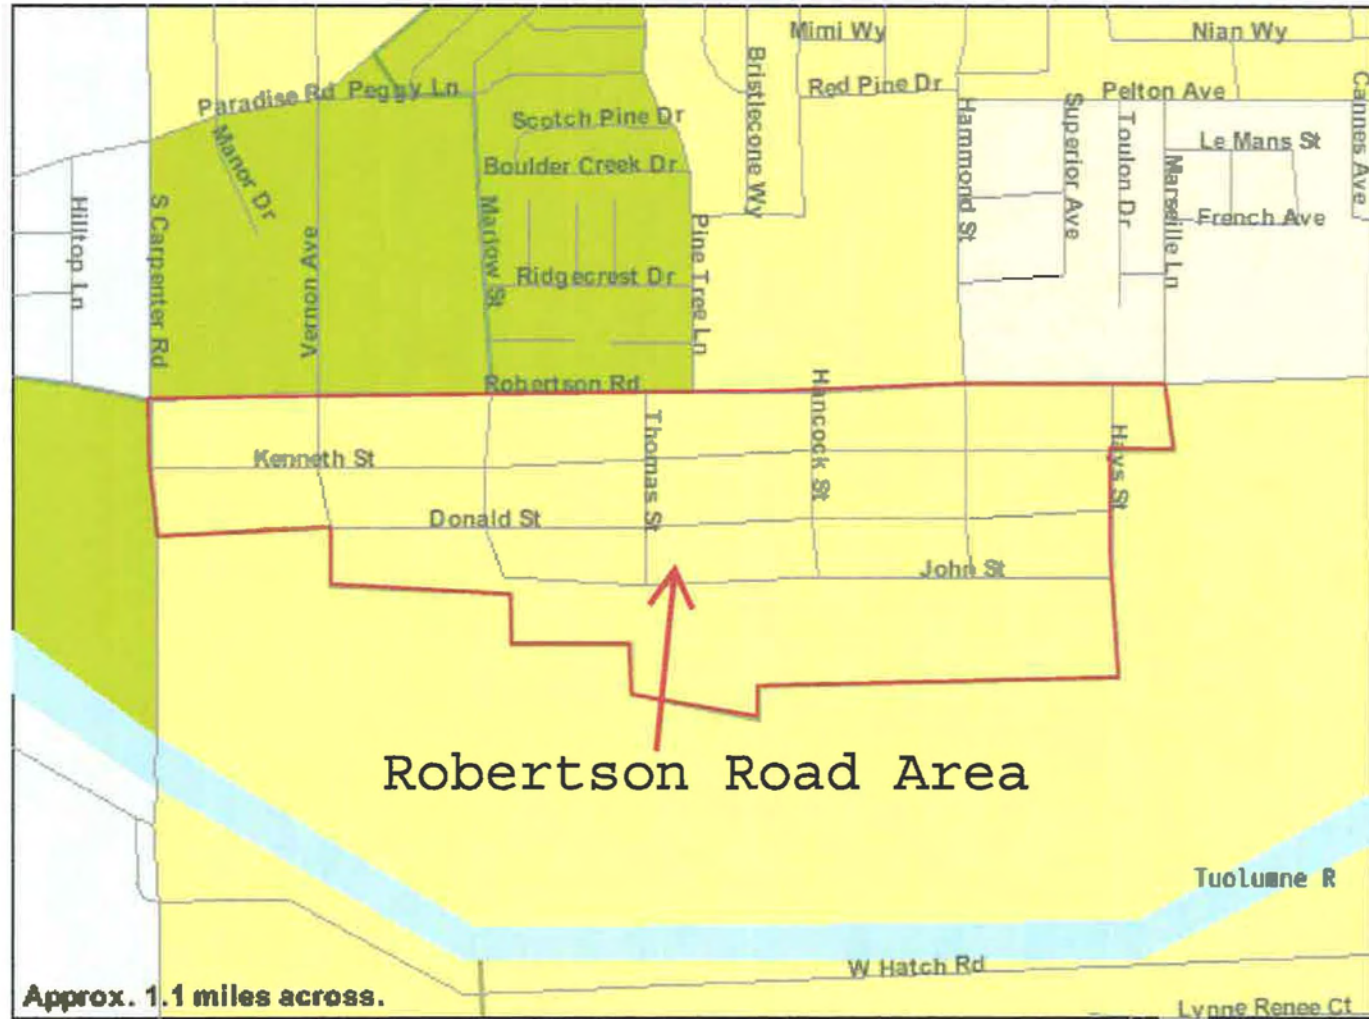 Mimi Wy
Nian Wy
Paradise Rd
Peggy Ln
Bristlecone Wy
Red Pine Dr
Pelton Ave
Cannes Ave
Scotch Pine Dr
Manor Dr
Hammond St
Superior Ave
Toulon Dr
Le Mans St
Boulder Creek Dr
Marseille Ln
French Ave
Hilltop Ln
S Carpenter Rd
Vernon Ave
Marlow St
Pine Tree Ln
Ridgecrest Dr
Robertson Rd
Thomas St
Hancock St
Hays St
Kenneth St
Donald St
John St
Robertson Road Area
Tuolumne R
W Hatch Rd
Approx. 1.1 miles across.
Lynne Renee Ct